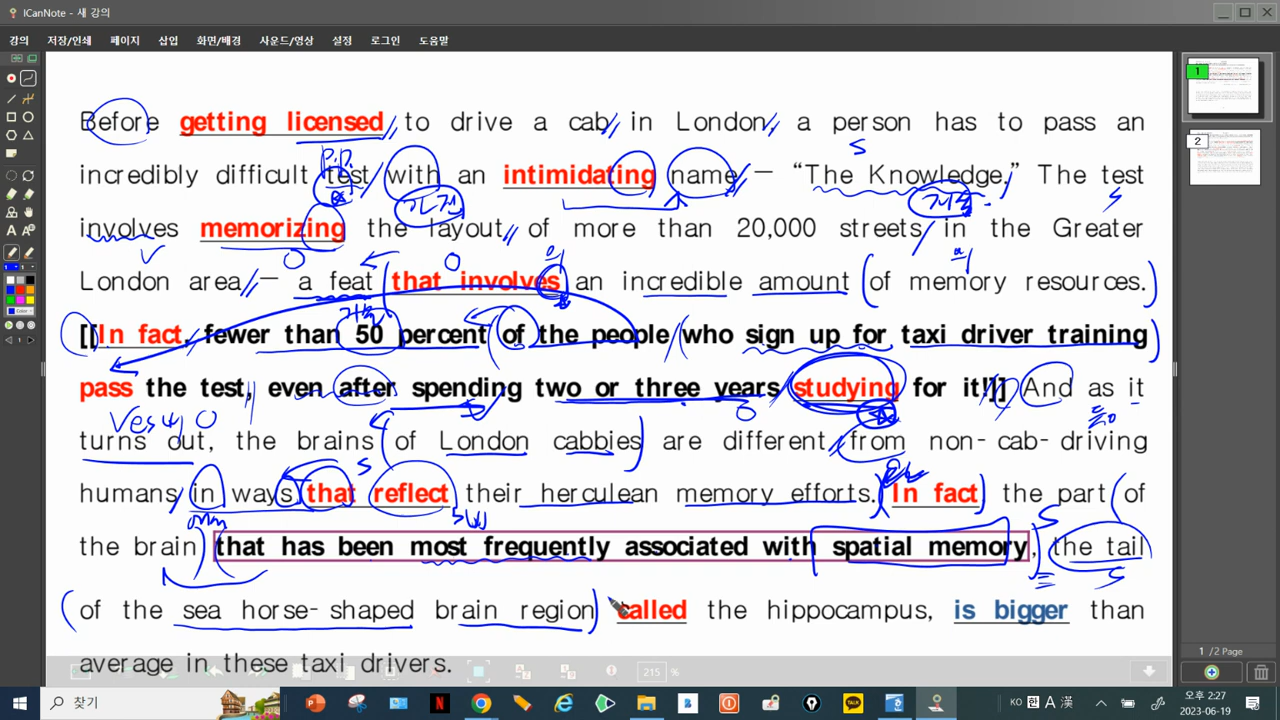 ICanNote - 새 강의
강의 저장/인쇄 페이지 삽입 화면/배경 사운드/영상 설정 로그인 도움말
Before getting licensed to drive a cab in London, a person has to pass an
incredibly difficult test with an intimidating name — “The Knowledge.” The test
involves memorizing the layout of more than 20,000 streets in the Greater
London area — a feat that involves an incredible amount of memory resources.
[[In fact, fewer than 50 percent of the people who sign up for taxi driver training
pass the test, even after spending two or three years studying for it!]] And as it
turns out, the brains of London cabbies are different from non-cab-driving
humans in ways that reflect their herculean memory efforts. In fact the part of
the brain that has been most frequently associated with spatial memory, the tail
of the sea horse-shaped brain region called the hippocampus, is bigger than
average in these taxi drivers.
p.p.
S
S
V
O
O
O
S
S
S
1
2
1 / 2 Page
215 %
찾기
KO 한 A 漢
오후 2:27
2023-06-19